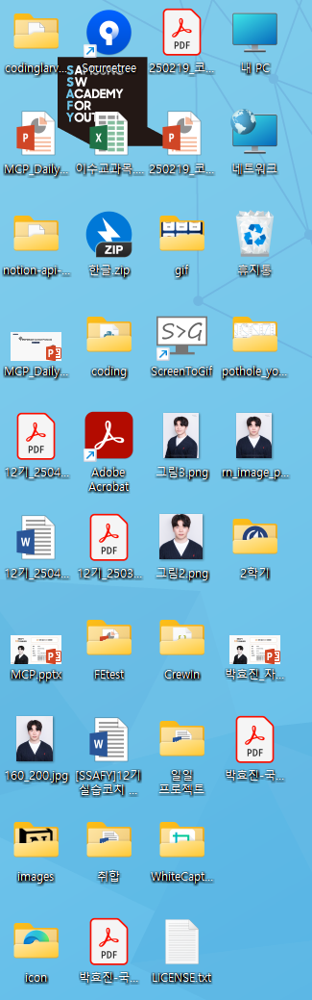 codinglarv...
Sourcetree
250219_코...
내 PC
SW
ACADEMY
FOR
YOU
MCP_Daily...
이수교과목....
250219_코...
네트워크
notion-api-...
ZIP
한글.zip
gif
휴지통
MCP_Daily...
coding
S>G
ScreenToGif
pothole_yo...
PDF
12기_2504...
Adobe
Acrobat
그림3.png
rn_image_p...
W
12기_2504...
PDF
12기_2503...
그림2.png
2학기
MCP.pptx
FEtest
Crewin
박효진_자...
160_200.jpg
W
[SSAFY]12기
실습코치 ...
일일
프로젝트
PDF
박효진-국...
images
취합
WhiteCapt...
icon
PDF
박효진-국...
LICENSE.txt